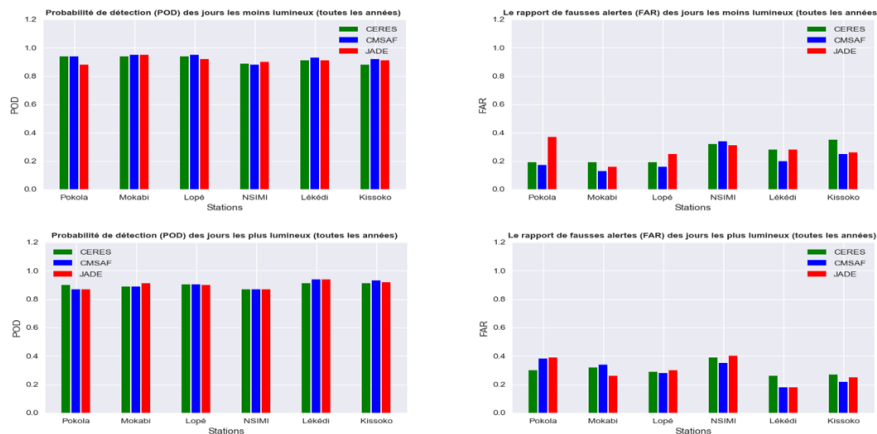 Probabilité de détection (POD) des jours les moins lumineux (toutes les années)
1.2
1.0
0.8
0.6
0.4
0.2
0.0
POD
CERES
CMSAF
JADE
Pokola Mokabi Lopé NSIMI Lékédi Kissoko
Stations
Le rapport de fausses alertes (FAR) des jours les moins lumineux (toutes les années
1.2
1.0
0.8
0.6
0.4
0.2
0.0
FAR
CERES
CMSAF
JADE
Pokola Mokabi Lopé NSIMI Lékédi Kissoko
Stations
Probabilité de détection (POD) des jours les plus lumineux (toutes les années)
1.2
1.0
0.8
0.6
0.4
0.2
0.0
POD
CERES
CMSAF
JADE
Pokola Mokabi Lopé NSIMI Lékédi Kissoko
Stations
Le rapport de fausses alertes (FAR) des jours les plus lumineux (toutes les années)
1.2
1.0
0.8
0.6
0.4
0.2
0.0
FAR
CERES
CMSAF
JADE
Pokola Mokabi Lopé NSIMI Lékédi Kissoko
Stations